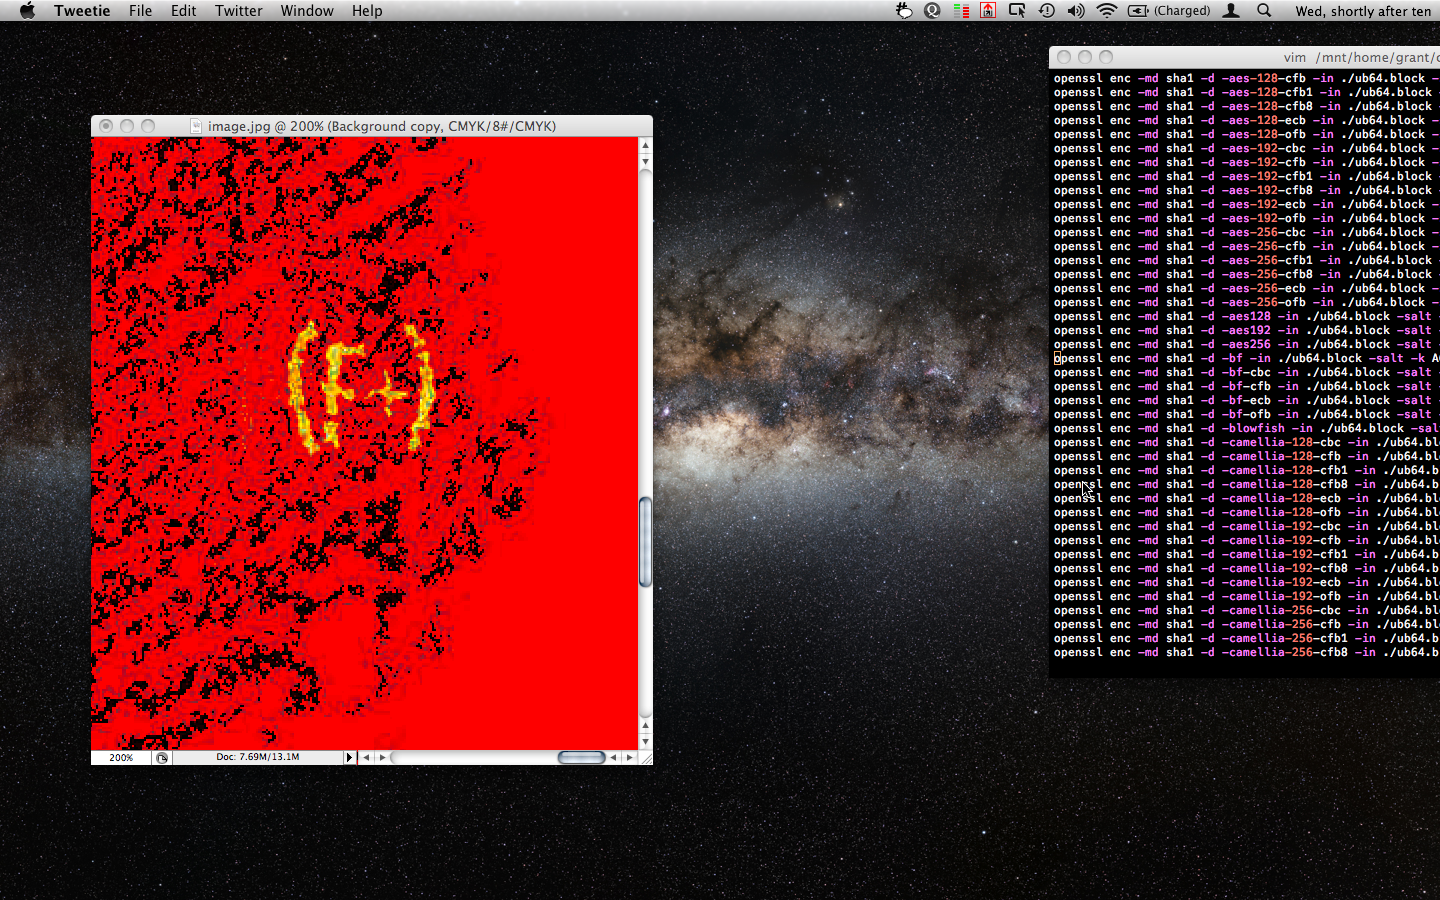 Tweetie File Edit Twitter Window Help (Charged) Wed, shortly after ten
image.jpg @ 200% (Background copy, CMYK/8#/CMYK)
200% Doc: 7.69M/13.1M
vim /mnt/home/grant/
openssl enc -md sha1 -d -aes-128-cfb -in ./ub64.block -
openssl enc -md sha1 -d -aes-128-cfb1 -in ./ub64.block
openssl enc -md sha1 -d -aes-128-cfb8 -in ./ub64.block
openssl enc -md sha1 -d -aes-128-ecb -in ./ub64.block -
openssl enc -md sha1 -d -aes-128-ofb -in ./ub64.block -
openssl enc -md sha1 -d -aes-192-cbc -in ./ub64.block -
openssl enc -md sha1 -d -aes-192-cfb -in ./ub64.block -
openssl enc -md sha1 -d -aes-192-cfb1 -in ./ub64.block
openssl enc -md sha1 -d -aes-192-cfb8 -in ./ub64.block
openssl enc -md sha1 -d -aes-192-ecb -in ./ub64.block -
openssl enc -md sha1 -d -aes-192-ofb -in ./ub64.block -
openssl enc -md sha1 -d -aes-256-cbc -in ./ub64.block -
openssl enc -md sha1 -d -aes-256-cfb -in ./ub64.block -
openssl enc -md sha1 -d -aes-256-cfb1 -in ./ub64.block
openssl enc -md sha1 -d -aes-256-cfb8 -in ./ub64.block
openssl enc -md sha1 -d -aes-256-ecb -in ./ub64.block -
openssl enc -md sha1 -d -aes-256-ofb -in ./ub64.block -
openssl enc -md sha1 -d -aes128 -in ./ub64.block -salt
openssl enc -md sha1 -d -aes192 -in ./ub64.block -salt
openssl enc -md sha1 -d -aes256 -in ./ub64.block -salt
openssl enc -md sha1 -d -bf -in ./ub64.block -salt -k A
openssl enc -md sha1 -d -bf-cbc -in ./ub64.block -salt
openssl enc -md sha1 -d -bf-cfb -in ./ub64.block -salt
openssl enc -md sha1 -d -bf-ecb -in ./ub64.block -salt
openssl enc -md sha1 -d -bf-ofb -in ./ub64.block -salt
openssl enc -md sha1 -d -blowfish -in ./ub64.block -sal
openssl enc -md sha1 -d -camellia-128-cbc -in ./ub64.bl
openssl enc -md sha1 -d -camellia-128-cfb -in ./ub64.bl
openssl enc -md sha1 -d -camellia-128-cfb1 -in ./ub64.b
openssl enc -md sha1 -d -camellia-128-cfb8 -in ./ub64.b
openssl enc -md sha1 -d -camellia-128-ecb -in ./ub64.bl
openssl enc -md sha1 -d -camellia-128-ofb -in ./ub64.bl
openssl enc -md sha1 -d -camellia-192-cbc -in ./ub64.bl
openssl enc -md sha1 -d -camellia-192-cfb -in ./ub64.bl
openssl enc -md sha1 -d -camellia-192-cfb1 -in ./ub64.b
openssl enc -md sha1 -d -camellia-192-cfb8 -in ./ub64.b
openssl enc -md sha1 -d -camellia-192-ecb -in ./ub64.bl
openssl enc -md sha1 -d -camellia-192-ofb -in ./ub64.bl
openssl enc -md sha1 -d -camellia-256-cbc -in ./ub64.bl
openssl enc -md sha1 -d -camellia-256-cfb -in ./ub64.bl
openssl enc -md sha1 -d -camellia-256-cfb1 -in ./ub64.b
openssl enc -md sha1 -d -camellia-256-cfb8 -in ./ub64.b